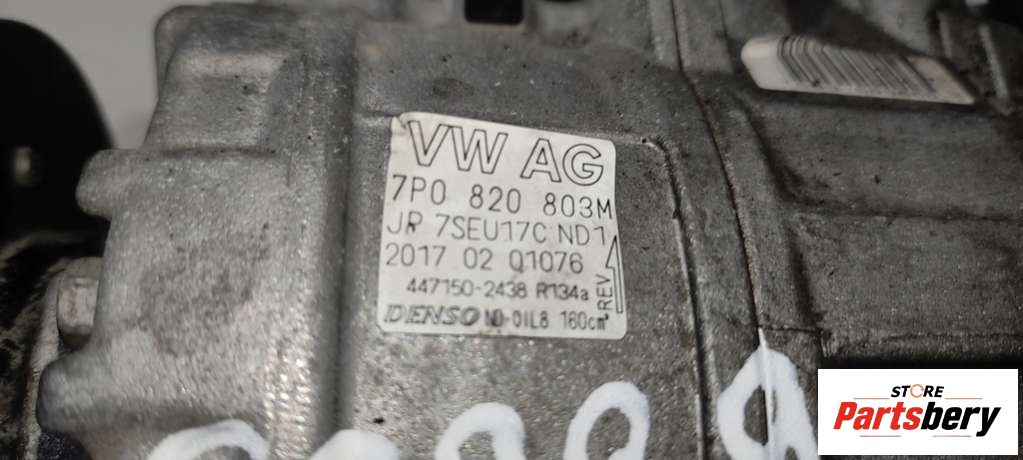 VW AG
7P0 820 803M
JR 7SEU17C ND1
2017 02 Q1076
447150-2438 R134a
REV
DENSO ND-OIL8 160cm³
STORE
Partsbery